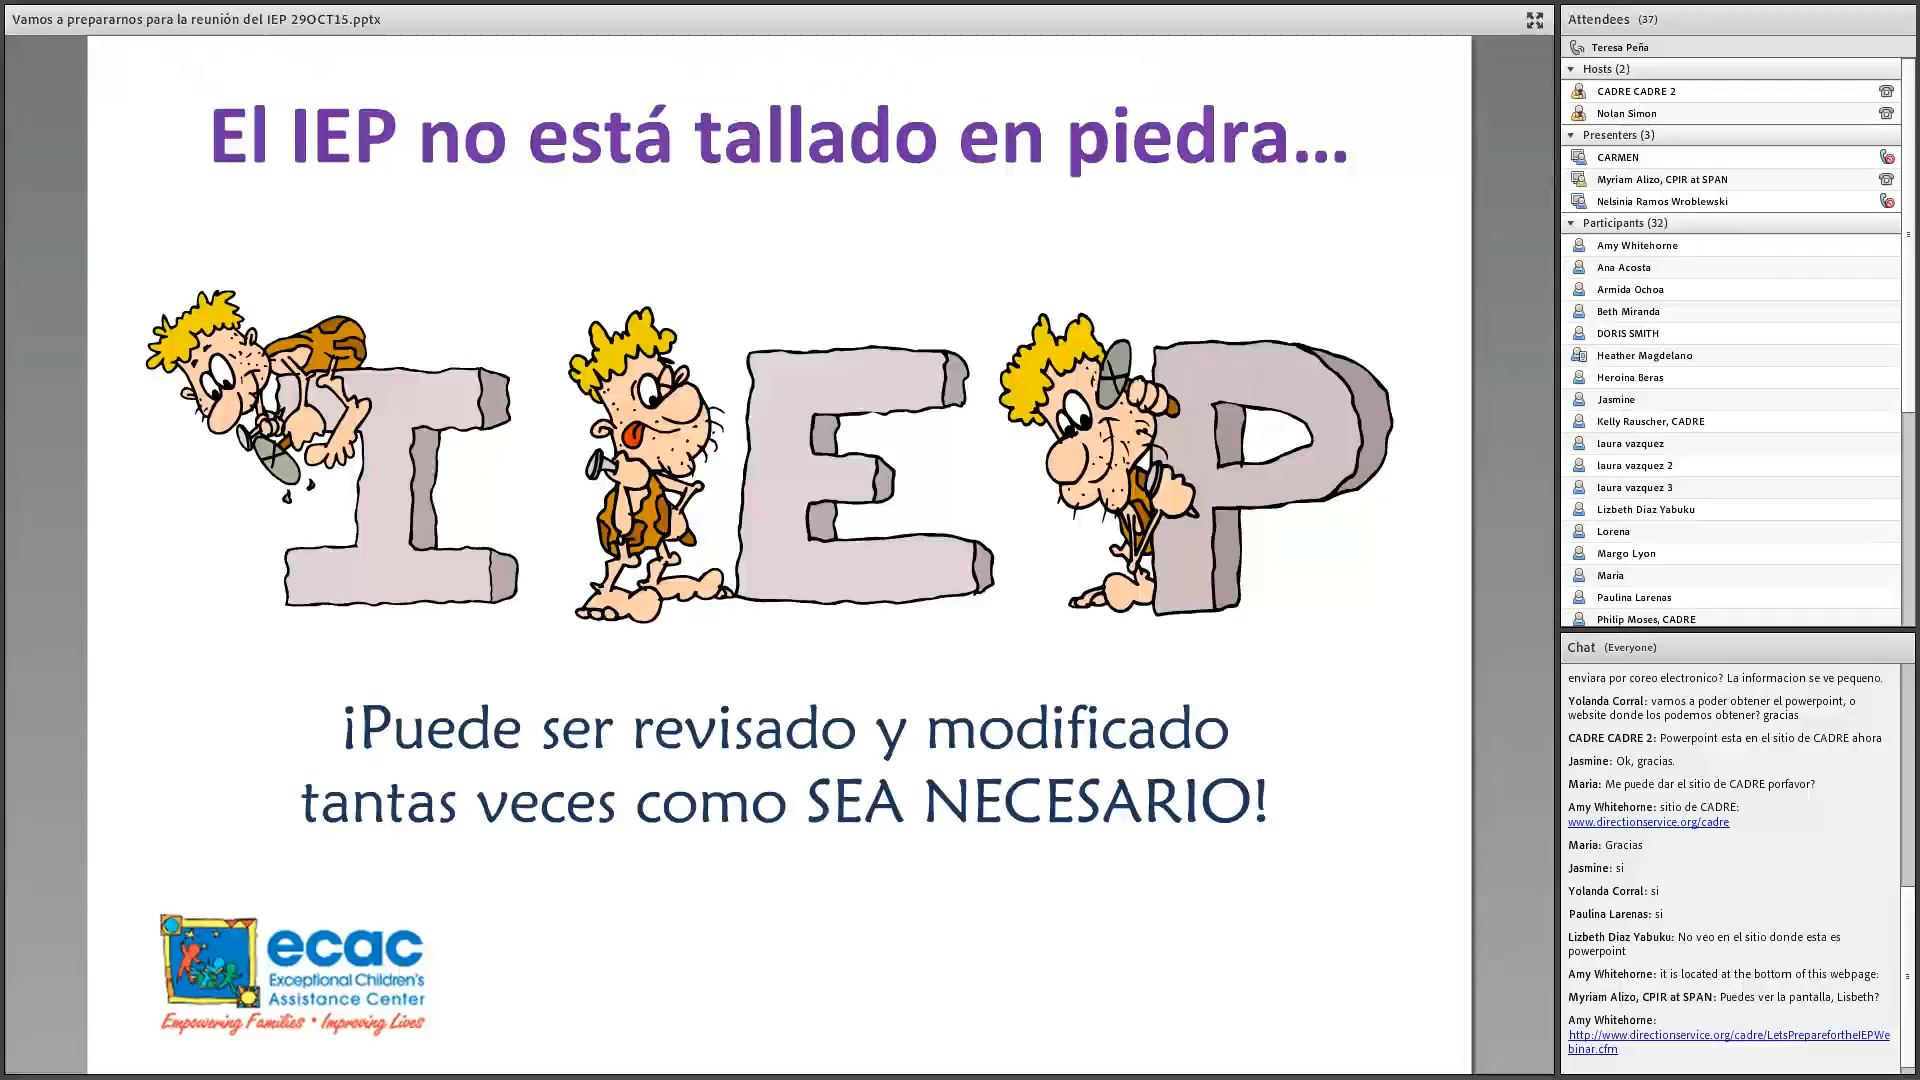 Vamos a prepararnos para la reunión del IEP 29OCT15.pptx
El IEP no está tallado en piedra...
I E P
¡Puede ser revisado y modificado
tantas veces como SEA NECESARIO!
ecac
Exceptional Children's
Assistance Center
Empowering Families • Improving Lives
Attendees (37)
Teresa Peña
Hosts (2)
CADRE CADRE 2
Nolan Simon
Presenters (3)
CARMEN
Myriam Alizo, CPIR at SPAN
Nelsinia Ramos Wroblewski
Participants (32)
Amy Whitehorne
Ana Acosta
Armida Ochoa
Beth Miranda
DORIS SMITH
Heather Magdelano
Heroina Beras
Jasmine
Kelly Rauscher, CADRE
laura vazquez
laura vazquez 2
laura vazquez 3
Lizbeth Diaz Yabuku
Lorena
Margo Lyon
Maria
Paulina Larenas
Philip Moses, CADRE
Chat (Everyone)
enviara por coreo electronico? La informacion se ve pequeno.
Yolanda Corral: vamos a poder obtener el powerpoint, o
website donde los podemos obtener? gracias
CADRE CADRE 2: Powerpoint esta en el sitio de CADRE ahora
Jasmine: Ok, gracias.
Maria: Me puede dar el sitio de CADRE porfavor?
Amy Whitehorne: sitio de CADRE:
www.directionservice.org/cadre
Maria: Gracias
Jasmine: si
Yolanda Corral: si
Paulina Larenas: si
Lizbeth Diaz Yabuku: No veo en el sitio donde esta es
powerpoint
Amy Whitehorne: it is located at the bottom of this webpage:
Myriam Alizo, CPIR at SPAN: Puedes ver la pantalla, Lisbeth?
Amy Whitehorne:
http://www.directionservice.org/cadre/LetsPreparefortheIEPWe
binar.cfm